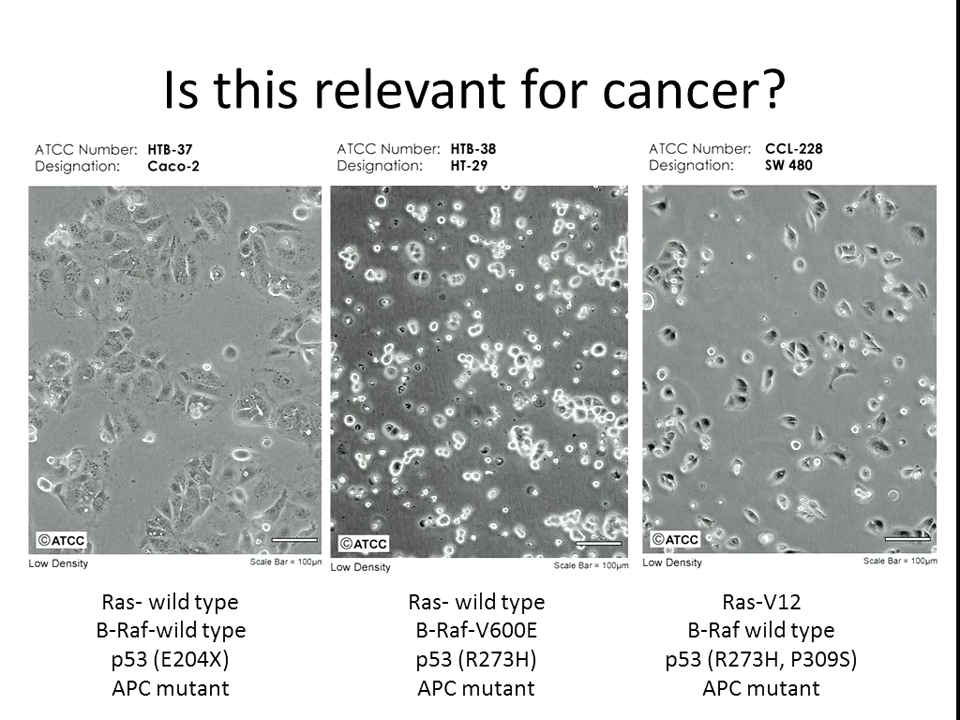 Is this relevant for cancer?
ATCC Number: HTB-37
Designation: Caco-2
ATCC Number: HTB-38
Designation: HT-29
ATCC Number: CCL-228
Designation: SW 480
©ATCC
Low Density
Scale Bar = 100µm
©ATCC
Low Density
Scale Bar = 100µm
©ATCC
Low Density
Scale Bar = 100µm
Ras- wild type
B-Raf-wild type
p53 (E204X)
APC mutant
Ras- wild type
B-Raf-V600E
p53 (R273H)
APC mutant
Ras-V12
B-Raf wild type
p53 (R273H, P309S)
APC mutant